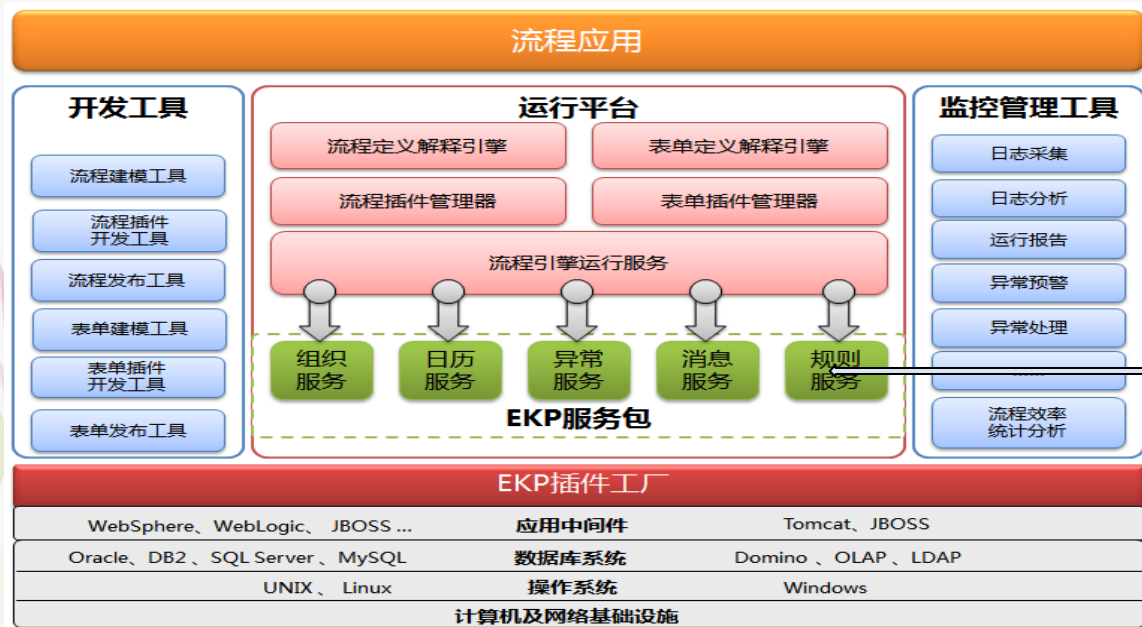 流程应用
开发工具
流程建模工具
流程插件
开发工具
流程发布工具
表单建模工具
表单插件
开发工具
表单发布工具
运行平台
流程定义解释引擎
表单定义解释引擎
流程插件管理器
表单插件管理器
流程引擎运行服务
组织
服务
日历
服务
异常
服务
消息
服务
规则
服务
EKP服务包
监控管理工具
日志采集
日志分析
运行报告
异常预警
异常处理
......
流程效率
统计分析
EKP插件工厂
WebSphere、WebLogic、 JBOSS ... 应用中间件 Tomcat、JBOSS
Oracle、DB2 、SQL Server 、MySQL 数据库系统 Domino 、OLAP、LDAP
UNIX 、 Linux 操作系统 Windows
计算机及网络基础设施